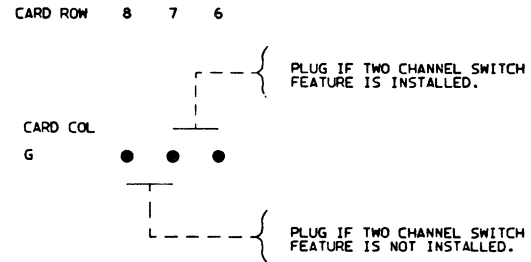 CARD ROW 8 7 6
PLUG IF TWO CHANNEL SWITCH
FEATURE IS INSTALLED.
CARD COL
G
PLUG IF TWO CHANNEL SWITCH
FEATURE IS NOT INSTALLED.